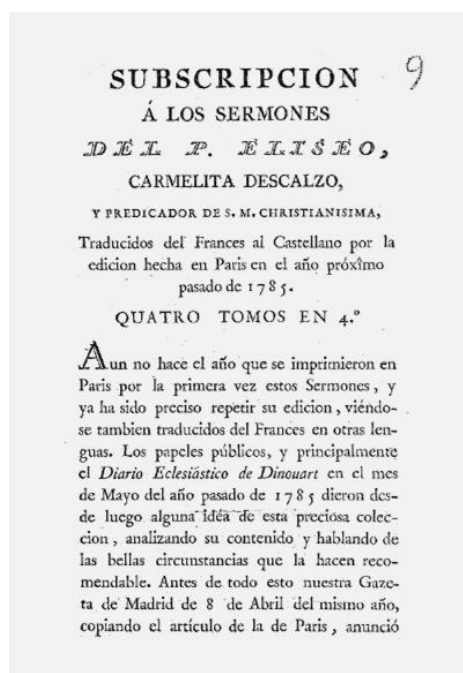 9
SUBSCRIPCION
Á LOS SERMONES
DEL P. ELISÉO,
CARMELITA DESCALZO,
Y PREDICADOR DE S. M. CHRISTIANISIMA,
Traducidos del Frances al Castellano por la
edicion hecha en Paris en el año próxîmo
pasado de 1785.
QUATRO TOMOS EN 4.º
Aun no hace el año que se imprimieron en
Paris por la primera vez estos Sermones, y
ya ha sido preciso repetir su edicion, viéndo-
se tambien traducidos del Frances en otras len-
guas. Los papeles públicos, y principalmente
el Diario Eclesiástico de Dinouart en el mes
de Mayo del año pasado de 1785 dieron des-
de luego alguna idéa de esta preciosa colec-
cion, analizando su contenido y hablando de
las bellas circunstancias que la hacen reco-
mendable. Antes de todo esto nuestra Gaze-
ta de Madrid de 8 de Abril del mismo año,
copiando el artículo de la de Paris, anunció